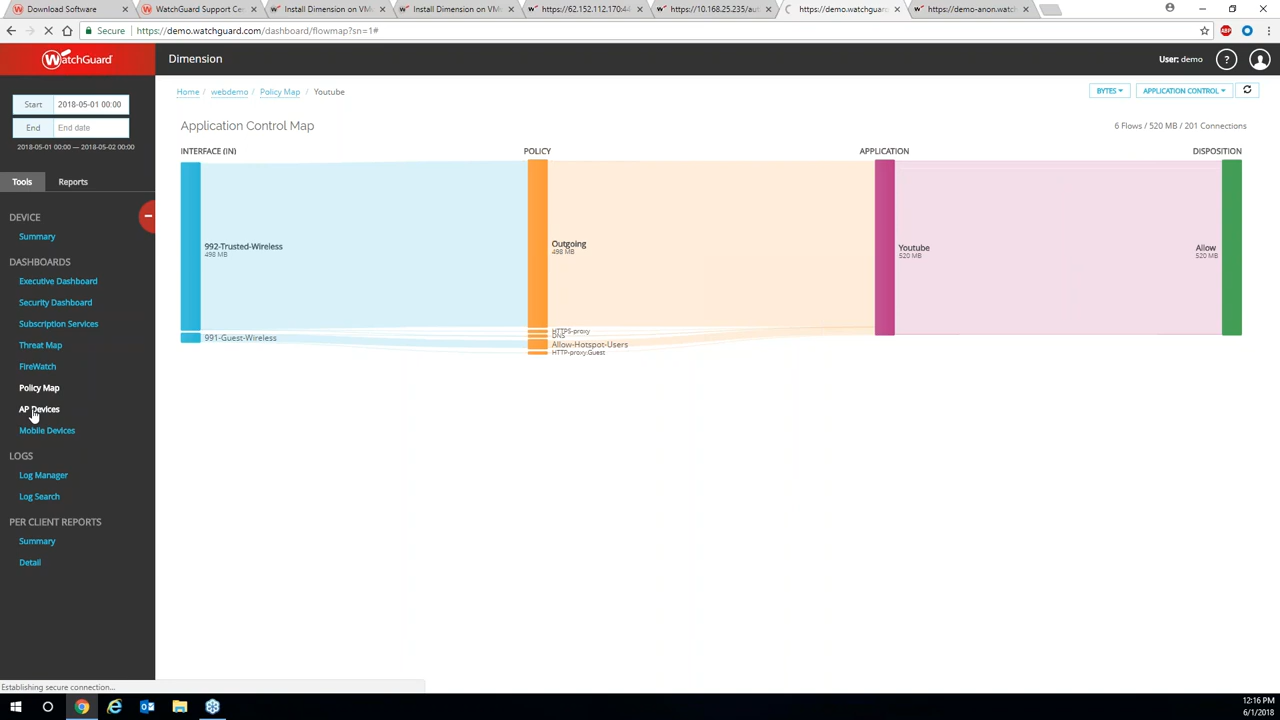 Download Software
WatchGuard Support Ce
Install Dimension on VM
Install Dimension on VM
https://62.152.112.170:4
https://10.168.25.235/au
https://demo.watchguar
https://demo-anon.watc
Secure
https://demo.watchguard.com/dashboard/flowmap?sn=1#
WatchGuard
Dimension
User: demo
?
Start 2018-05-01 00:00
End End date
2018-05-01 00:00 — 2018-05-02 00:00
Tools Reports
DEVICE
Summary
DASHBOARDS
Executive Dashboard
Security Dashboard
Subscription Services
Threat Map
FireWatch
Policy Map
AP Devices
Mobile Devices
LOGS
Log Manager
Log Search
PER CLIENT REPORTS
Summary
Detail
Home / webdemo / Policy Map / Youtube
BYTES
APPLICATION CONTROL
Application Control Map
6 Flows / 520 MB / 201 Connections
INTERFACE (IN)
POLICY
APPLICATION
DISPOSITION
992-Trusted-Wireless
498 MB
991-Guest-Wireless
Outgoing
498 MB
HTTPS-proxy
DNS
Allow-Hotspot-Users
HTTP-proxy.Guest
Youtube
520 MB
Allow
520 MB
Establishing secure connection...
12:16 PM
6/1/2018